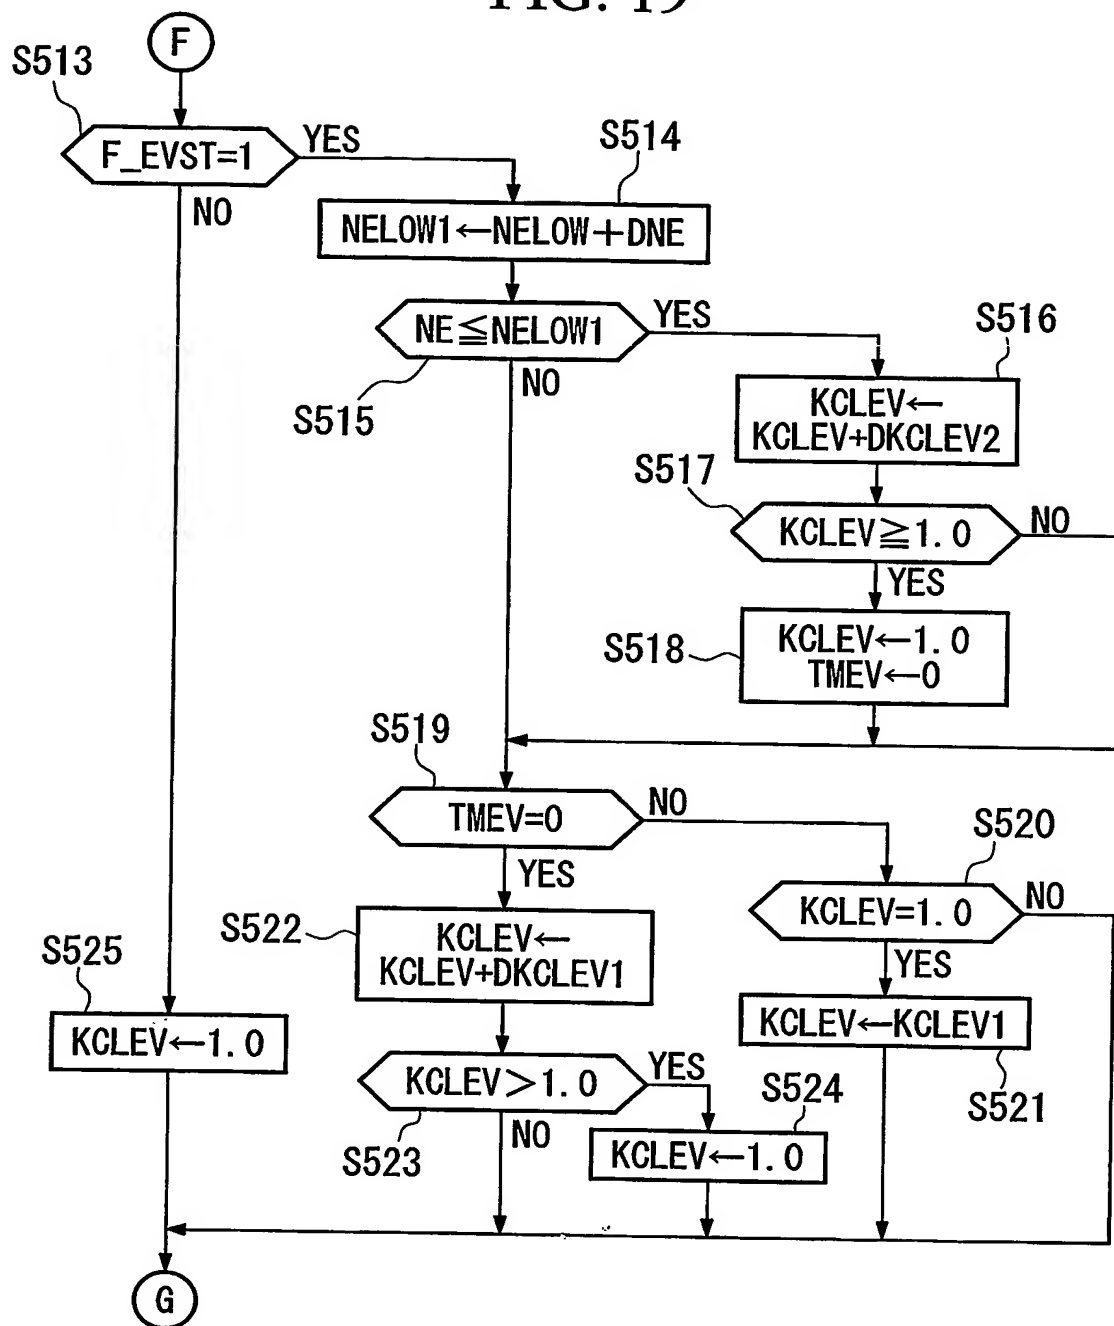 FIG. 19
F
S513
F_EVST=1
YES
NO
S514
NELOW1←NELOW+DNE
NE≦NELOW1
YES
NO
S515
S516
KCLEV←
KCLEV+DKCLEV2
S517
KCLEV≧1.0
NO
YES
S518
KCLEV←1.0
TMEV←0
S519
TMEV=0
NO
YES
S520
KCLEV=1.0
NO
YES
S522
KCLEV←
KCLEV+DKCLEV1
S525
KCLEV←1.0
KCLEV←KCLEV1
S521
KCLEV>1.0
YES
NO
S523
S524
KCLEV←1.0
G